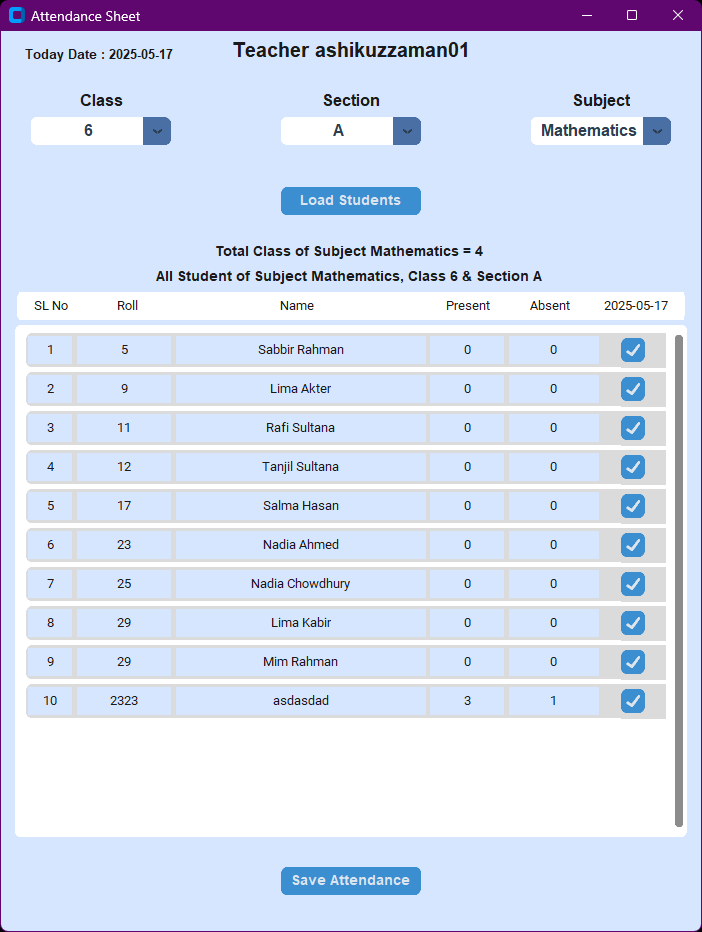 Attendance Sheet
Today Date : 2025-05-17
Teacher ashikuzzaman01
Class Section Subject
6 A Mathematics
Load Students
Total Class of Subject Mathematics = 4
All Student of Subject Mathematics, Class 6 & Section A
SL No Roll Name Present Absent 2025-05-17
1 5 Sabbir Rahman 0 0
2 9 Lima Akter 0 0
3 11 Rafi Sultana 0 0
4 12 Tanjil Sultana 0 0
5 17 Salma Hasan 0 0
6 23 Nadia Ahmed 0 0
7 25 Nadia Chowdhury 0 0
8 29 Lima Kabir 0 0
9 29 Mim Rahman 0 0
10 2323 asdasdad 3 1
Save Attendance